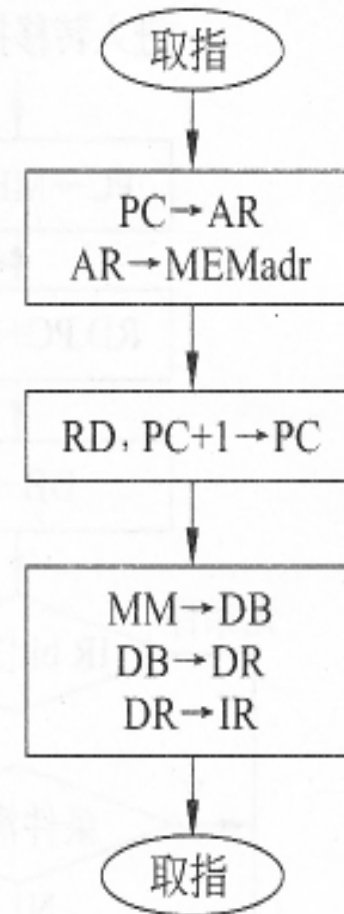 取指
PC→AR
AR→MEMadr
RD, PC+1→PC
MM→DB
DB→DR
DR→IR
取指